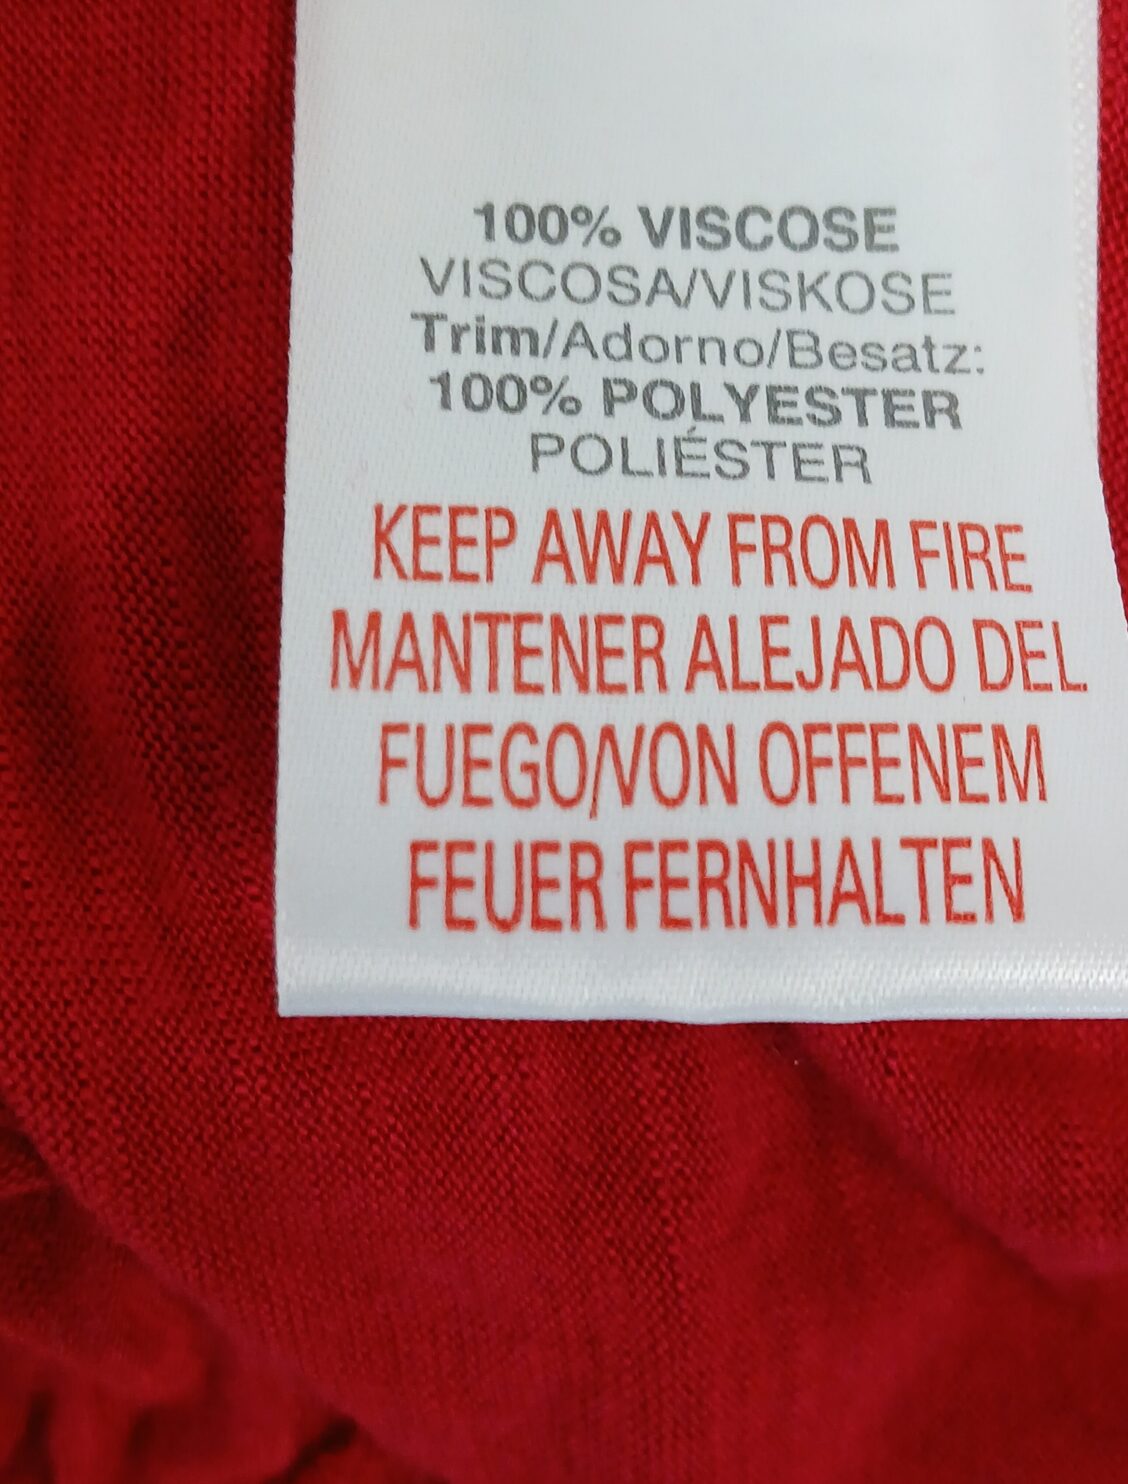 100% VISCOSE
VISCOSA/VISKOSE
Trim/Adorno/Besatz:
100% POLYESTER
POLIÉSTER
KEEP AWAY FROM FIRE
MANTENER ALEJADO DEL
FUEGO/VON OFFENEM
FEUER FERNHALTEN